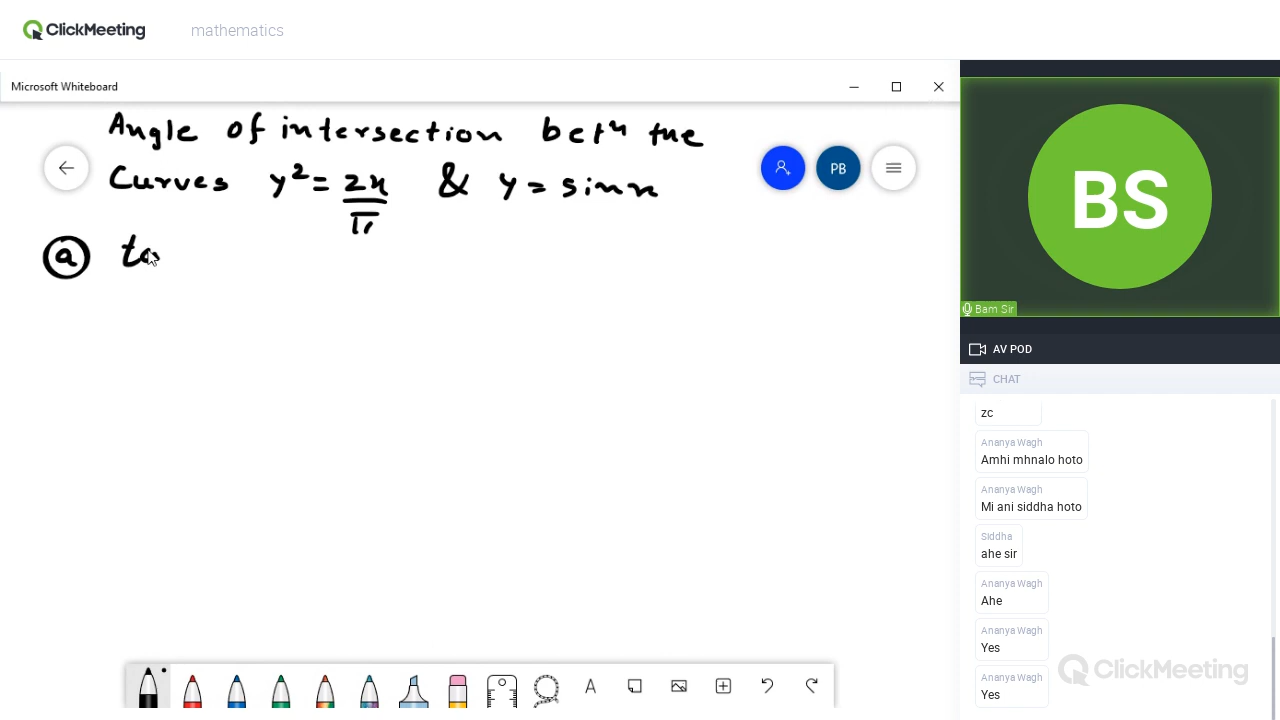 ClickMeeting
mathematics
Microsoft Whiteboard
Angle of intersection betn the
Curves y² = 2x/π & y = sinx
PB
a ta
BS
Bam Sir
AV POD
CHAT
zc
Ananya Wagh
Amhi mhnalo hoto
Ananya Wagh
Mi ani siddha hoto
Siddha
ahe sir
Ananya Wagh
Ahe
Ananya Wagh
Yes
Ananya Wagh
Yes
ClickMeeting